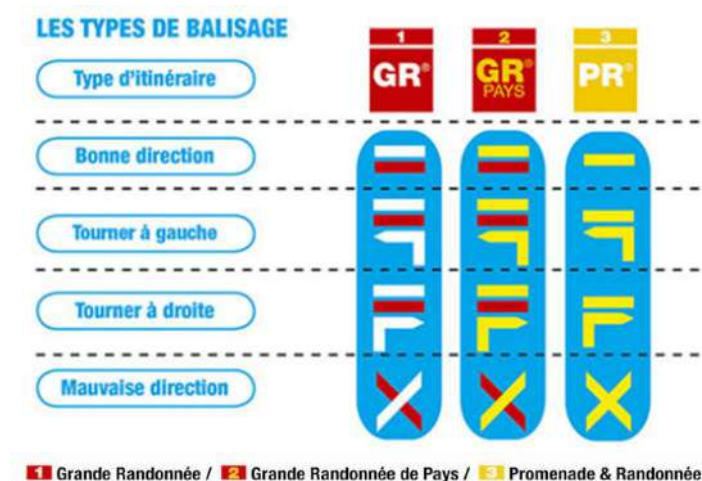 LES TYPES DE BALISAGE
1 2 3
Type d'itinéraire GR® GR® PAYS PR®
Bonne direction
Tourner à gauche
Tourner à droite
Mauvaise direction
1 Grande Randonnée / 2 Grande Randonnée de Pays / 3 Promenade & Randonnée